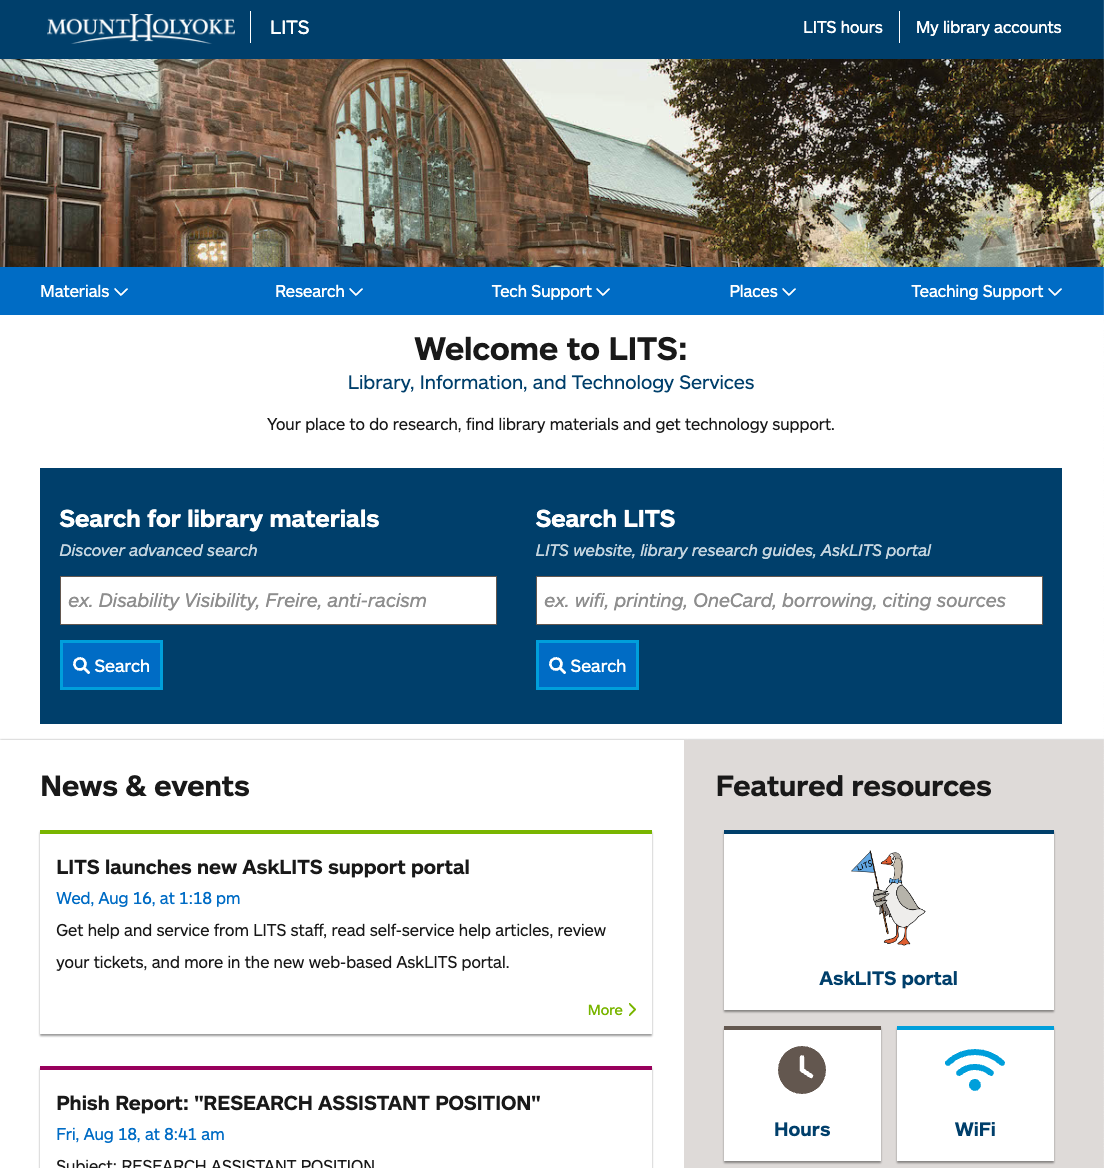 MOUNT HOLYOKE
LITS
LITS hours
My library accounts
Materials
Research
Tech Support
Places
Teaching Support
Welcome to LITS:
Library, Information, and Technology Services
Your place to do research, find library materials and get technology support.
Search for library materials
Discover advanced search
ex. Disability Visibility, Freire, anti-racism
Search
Search LITS
LITS website, library research guides, AskLITS portal
ex. wifi, printing, OneCard, borrowing, citing sources
Search
News & events
LITS launches new AskLITS support portal
Wed, Aug 16, at 1:18 pm
Get help and service from LITS staff, read self-service help articles, review
your tickets, and more in the new web-based AskLITS portal.
More
Phish Report: "RESEARCH ASSISTANT POSITION"
Fri, Aug 18, at 8:41 am
Subject: RESEARCH ASSISTANT POSITION
Featured resources
LITS
AskLITS portal
Hours
WiFi